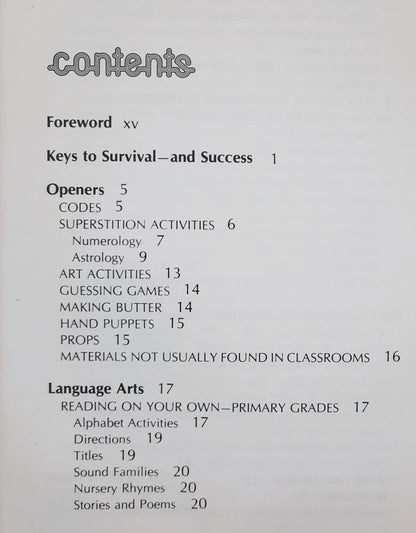 contents
Foreword xv
Keys to Survival—and Success 1
Openers 5
CODES 5
SUPERSTITION ACTIVITIES 6
Numerology 7
Astrology 9
ART ACTIVITIES 13
GUESSING GAMES 14
MAKING BUTTER 14
HAND PUPPETS 15
PROPS 15
MATERIALS NOT USUALLY FOUND IN CLASSROOMS 16
Language Arts 17
READING ON YOUR OWN—PRIMARY GRADES 17
Alphabet Activities 17
Directions 19
Titles 19
Sound Families 20
Nursery Rhymes 20
Stories and Poems 20